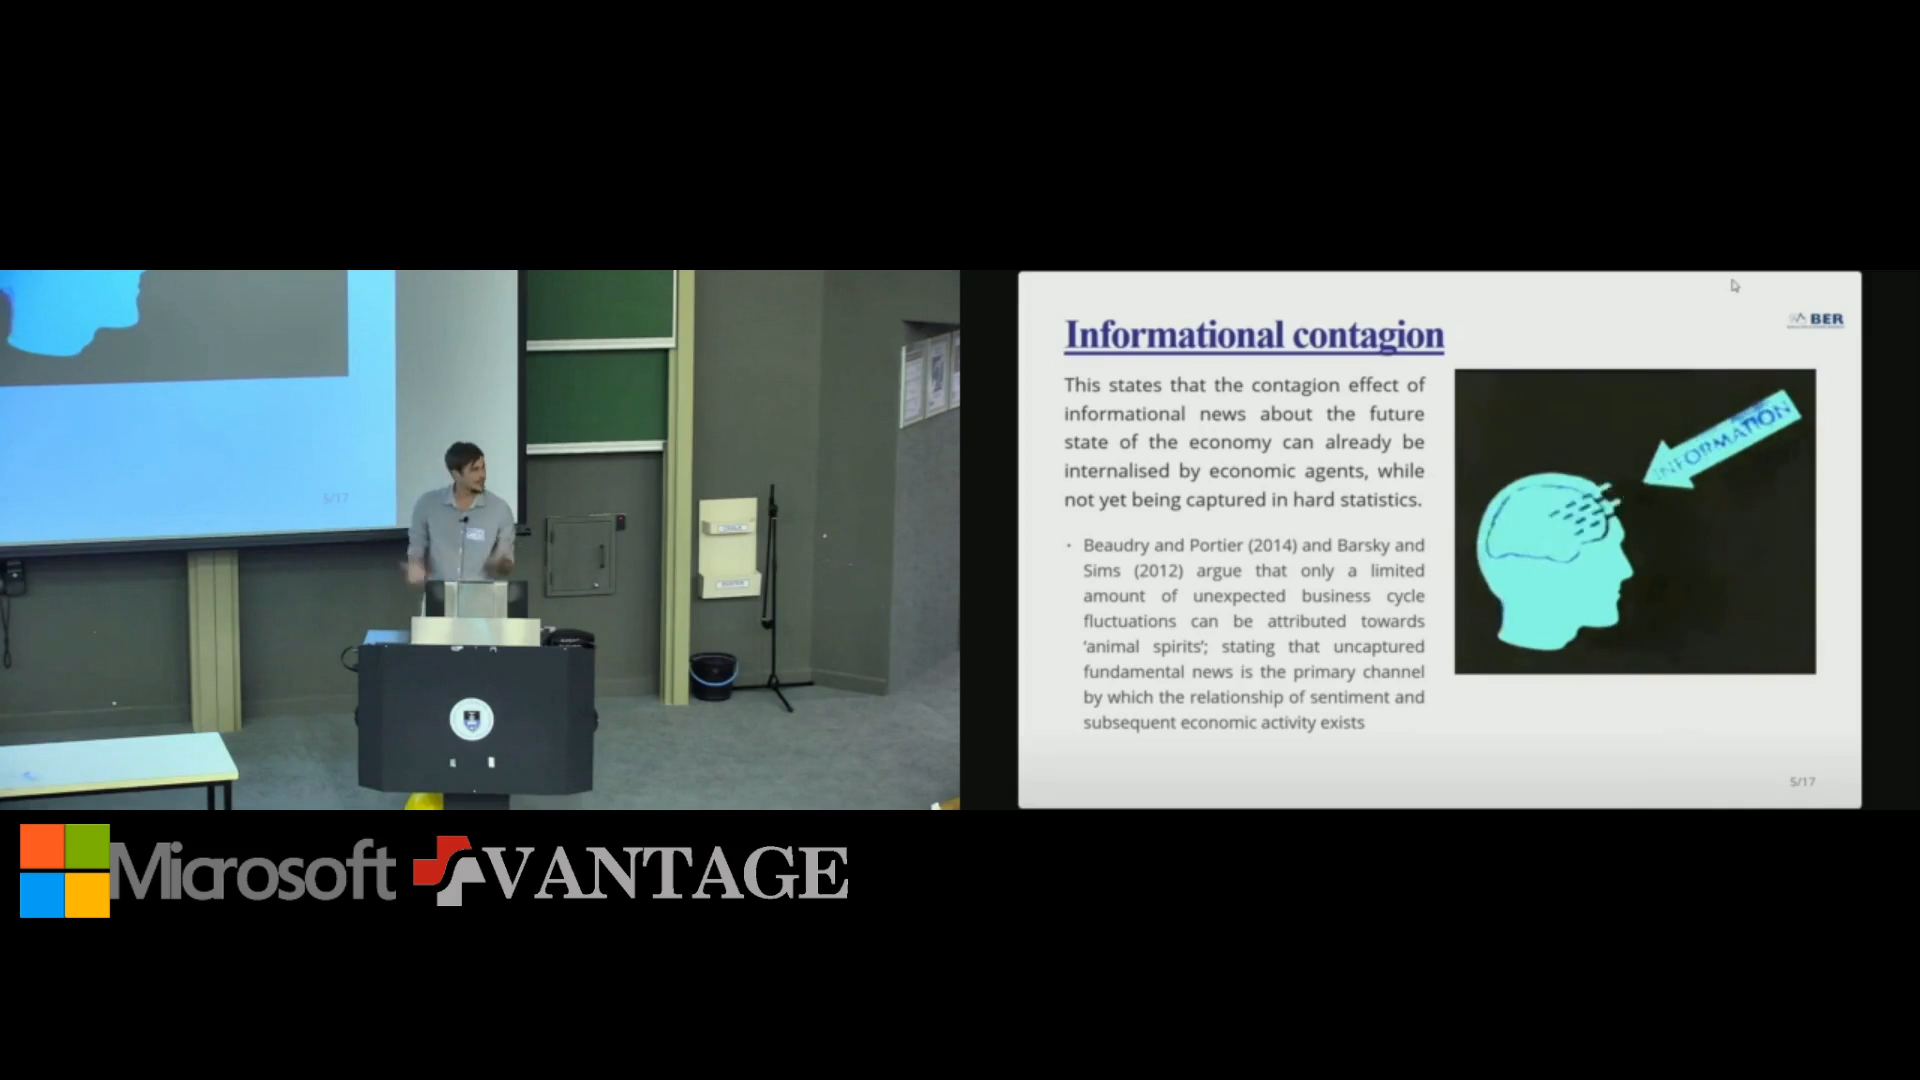 Informational contagion
BER
This states that the contagion effect of
informational news about the future
state of the economy can already be
internalised by economic agents, while
not yet being captured in hard statistics.
INFORMATION
· Beaudry and Portier (2014) and Barsky and
Sims (2012) argue that only a limited
amount of unexpected business cycle
fluctuations can be attributed towards
‘animal spirits’; stating that uncaptured
fundamental news is the primary channel
by which the relationship of sentiment and
subsequent economic activity exists
5/17
5/17
Microsoft VANTAGE